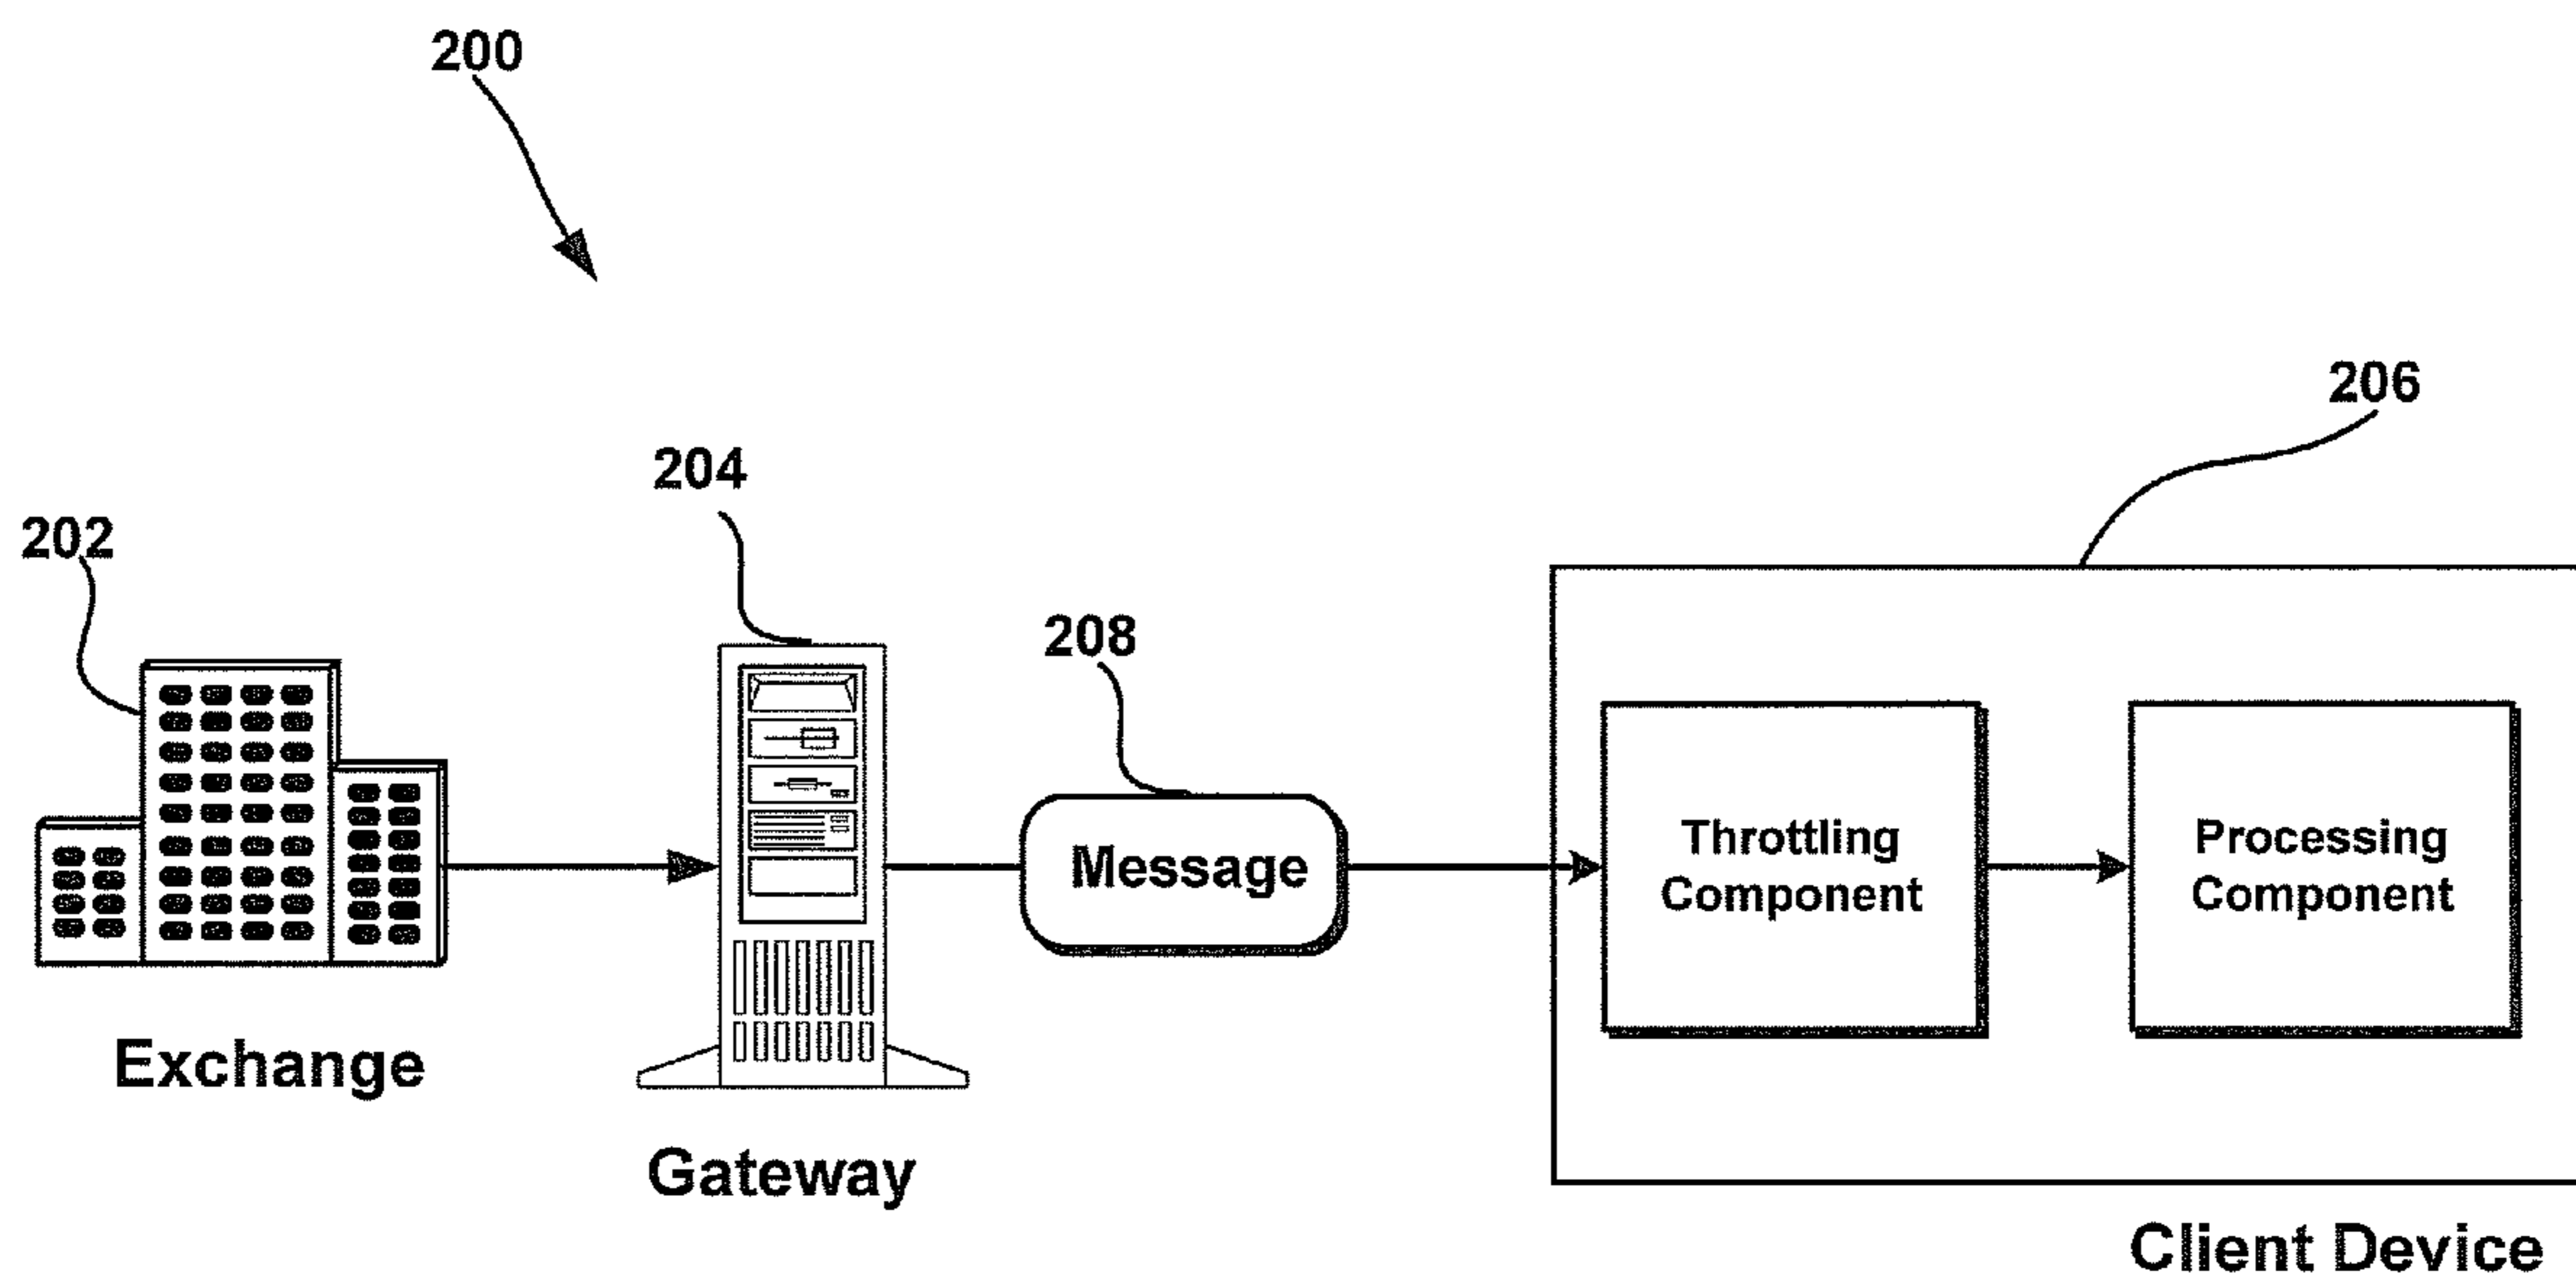 200
206
204
202
208
Message
Throttling
Component
Processing
Component
Exchange
Gateway
Client Device